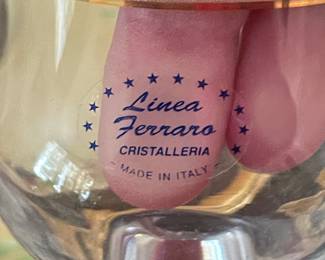 Linea
Ferraro
CRISTALLERIA
- MADE IN ITALY -